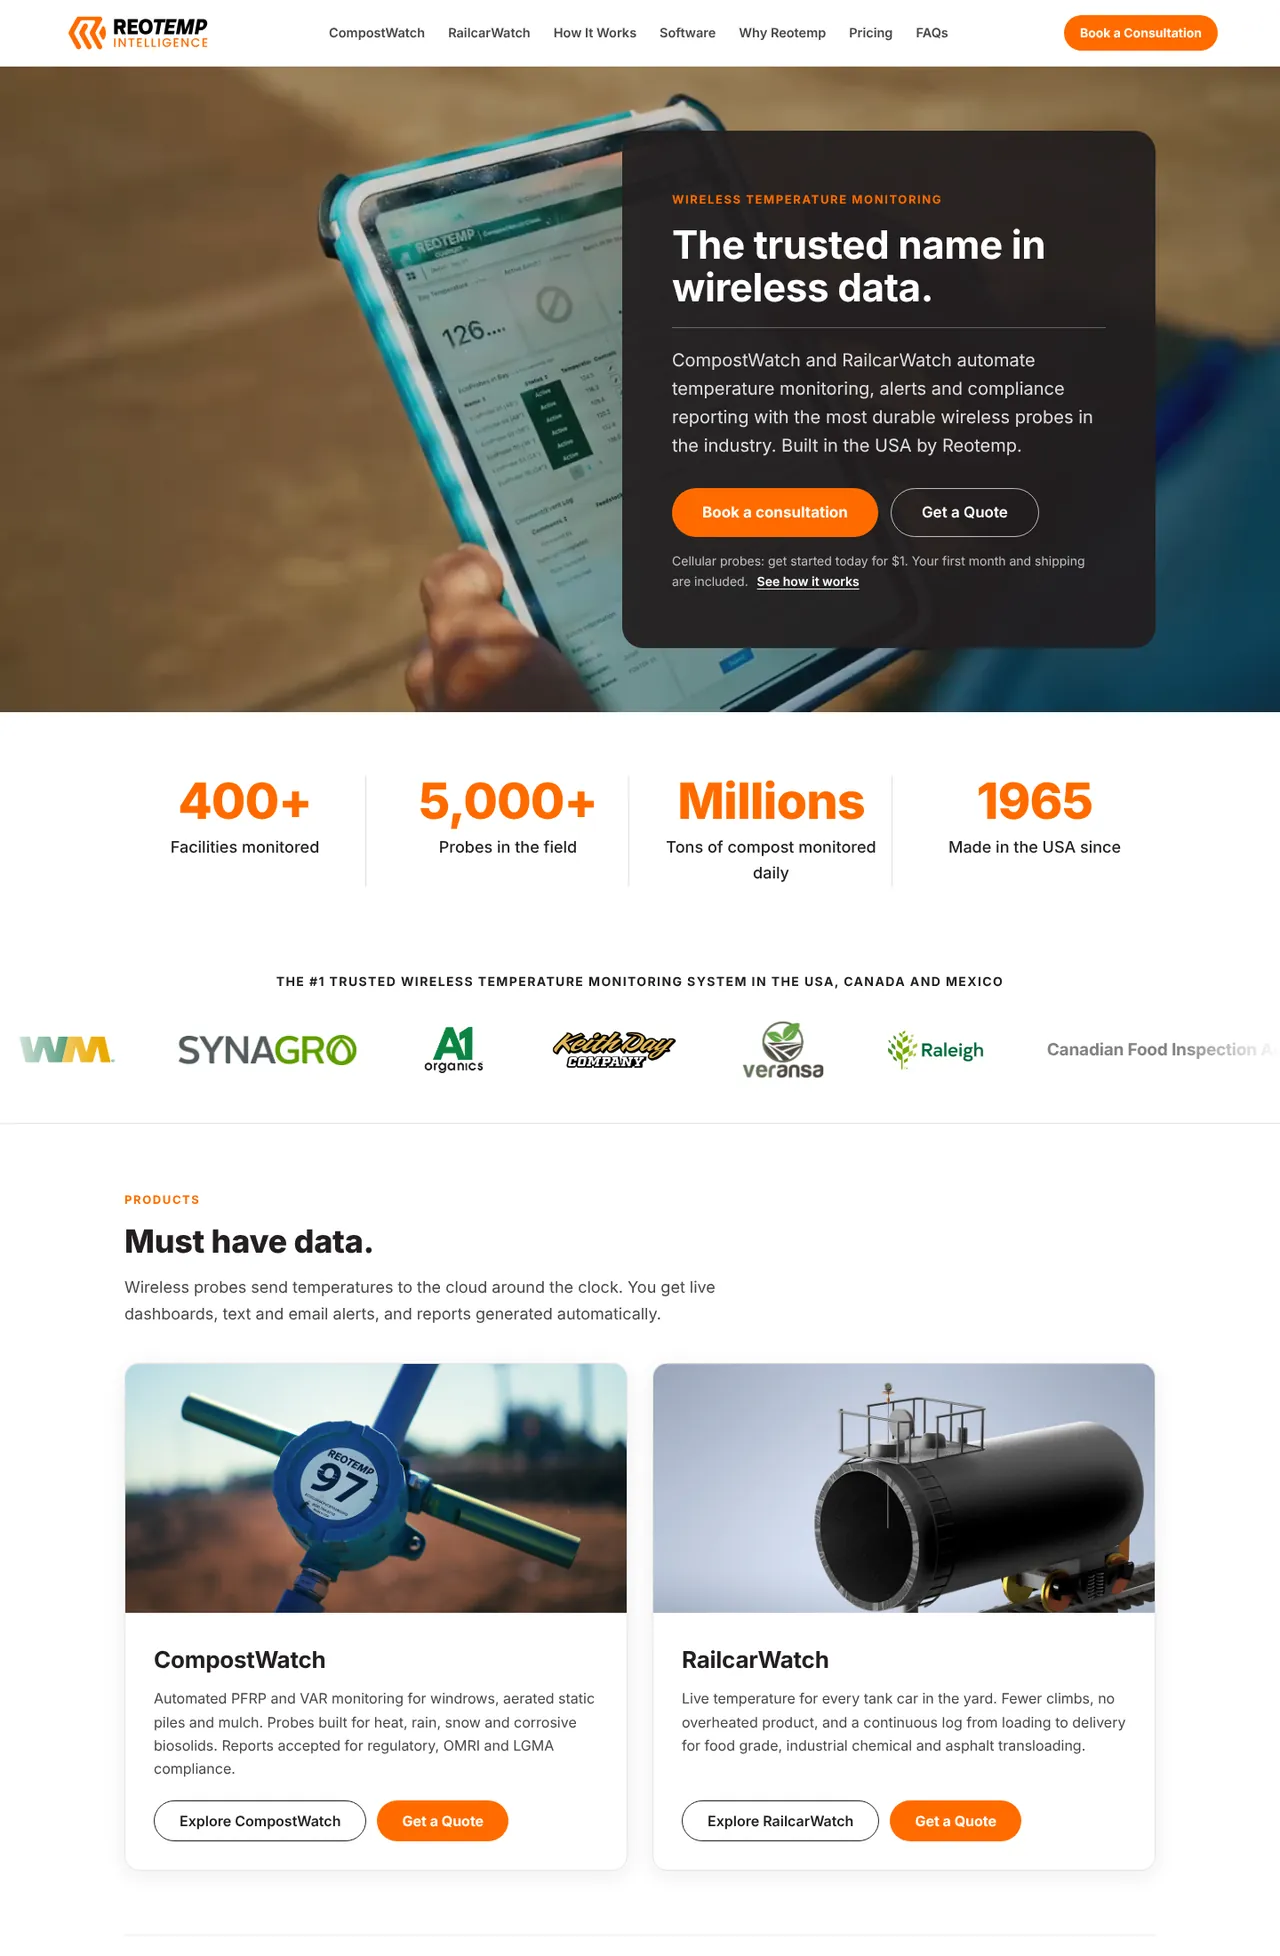 REOTEMP
INTELLIGENCE
CompostWatch RailcarWatch How It Works Software Why Reotemp Pricing FAQs
Book a Consultation
REOTEMP
126....
Active
Active
Active
Active
Active
Active
WIRELESS TEMPERATURE MONITORING
The trusted name in
wireless data.
CompostWatch and RailcarWatch automate
temperature monitoring, alerts and compliance
reporting with the most durable wireless probes in
the industry. Built in the USA by Reotemp.
Book a consultation Get a Quote
Cellular probes: get started today for $1. Your first month and shipping
are included. See how it works
400+
Facilities monitored
5,000+
Probes in the field
Millions
Tons of compost monitored
daily
1965
Made in the USA since
THE #1 TRUSTED WIRELESS TEMPERATURE MONITORING SYSTEM IN THE USA, CANADA AND MEXICO
WM
SYNAGRO
A1
organics
Keith Day
COMPANY
veransa
Raleigh
Canadian Food Inspection A
PRODUCTS
Must have data.
Wireless probes send temperatures to the cloud around the clock. You get live
dashboards, text and email alerts, and reports generated automatically.
REOTEMP
97
CompostWatch
Automated PFRP and VAR monitoring for windrows, aerated static
piles and mulch. Probes built for heat, rain, snow and corrosive
biosolids. Reports accepted for regulatory, OMRI and LGMA
compliance.
Explore CompostWatch Get a Quote
RailcarWatch
Live temperature for every tank car in the yard. Fewer climbs, no
overheated product, and a continuous log from loading to delivery
for food grade, industrial chemical and asphalt transloading.
Explore RailcarWatch Get a Quote